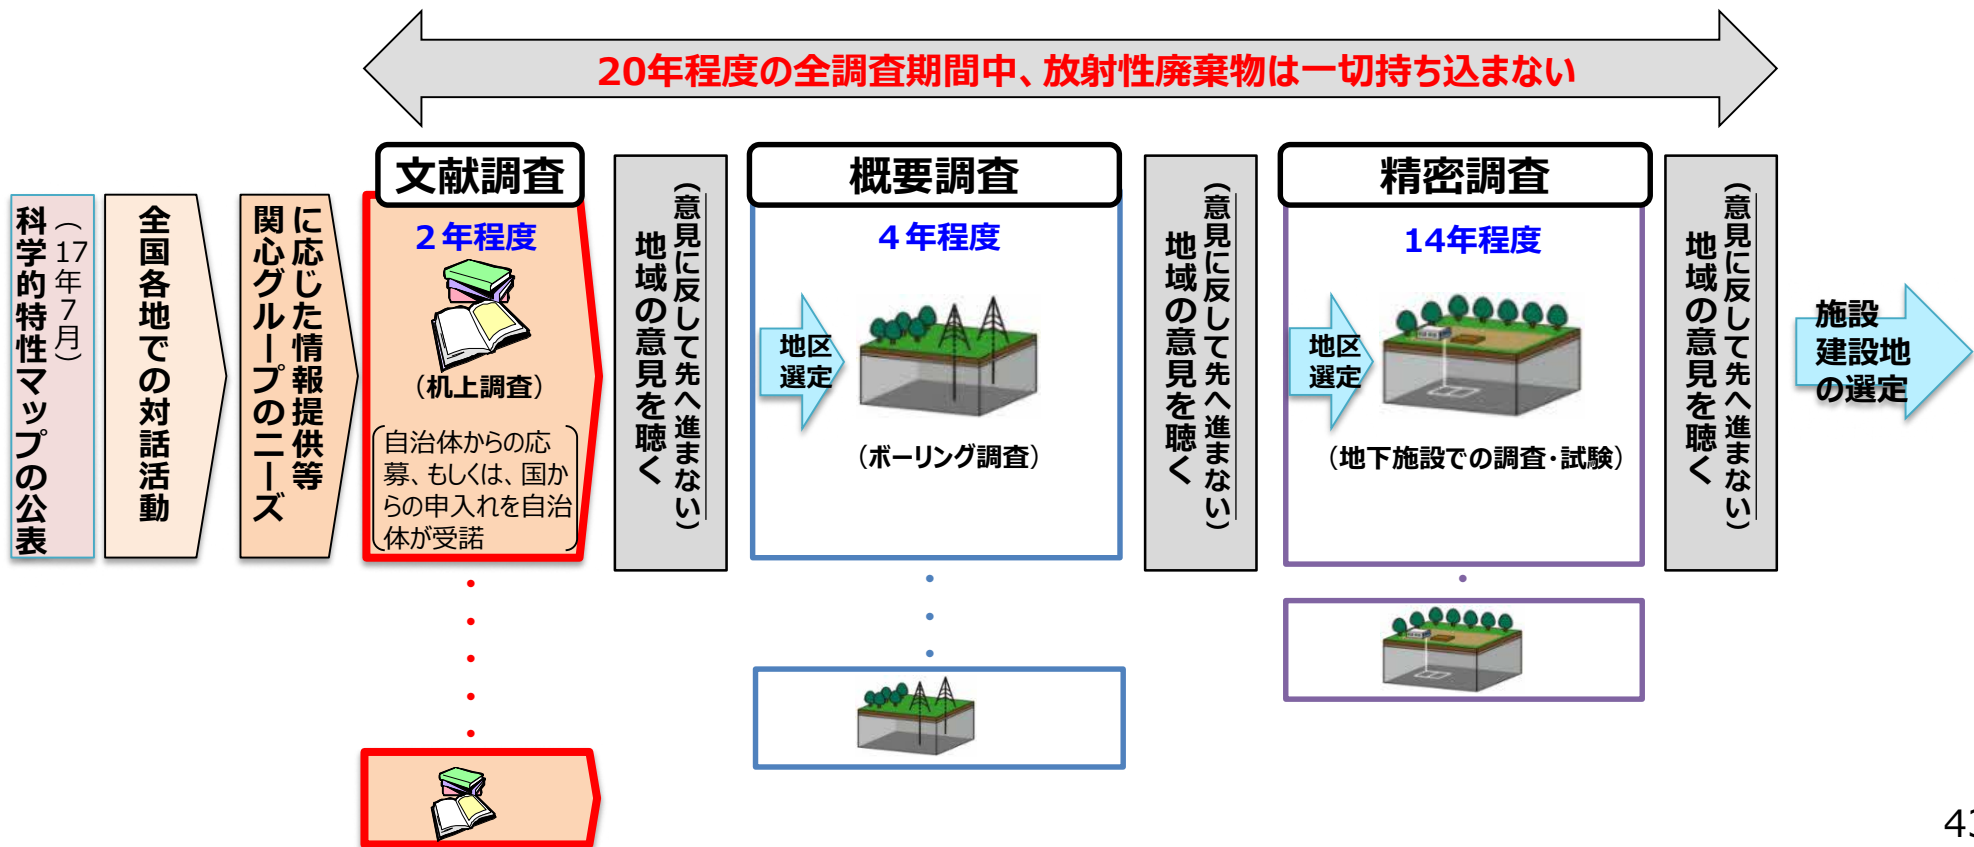 20年程度の全調査期間中、放射性廃棄物は一切持ち込まない
科学的特性マップの公表
（17年７月）
全国各地での対話活動
関心グループのニーズ
に応じた情報提供等
文献調査
２年程度
（机上調査）
自治体からの応
募、もしくは、国か
らの申入れを自治
体が受諾
（意見に反して先へ進まない）
地域の意見を聴く
概要調査
４年程度
地区
選定
（ボーリング調査）
（意見に反して先へ進まない）
地域の意見を聴く
精密調査
14年程度
地区
選定
（地下施設での調査・試験）
（意見に反して先へ進まない）
地域の意見を聴く
施設
建設地
の選定
43